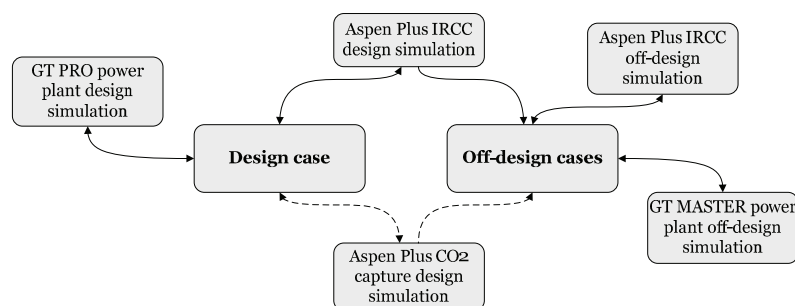 Aspen Plus IRCC
design simulation
Aspen Plus IRCC
off-design
simulation
GT PRO power
plant design
simulation
Design case
Off-design cases
GT MASTER power
plant off-design
simulation
Aspen Plus CO2
capture design
simulation